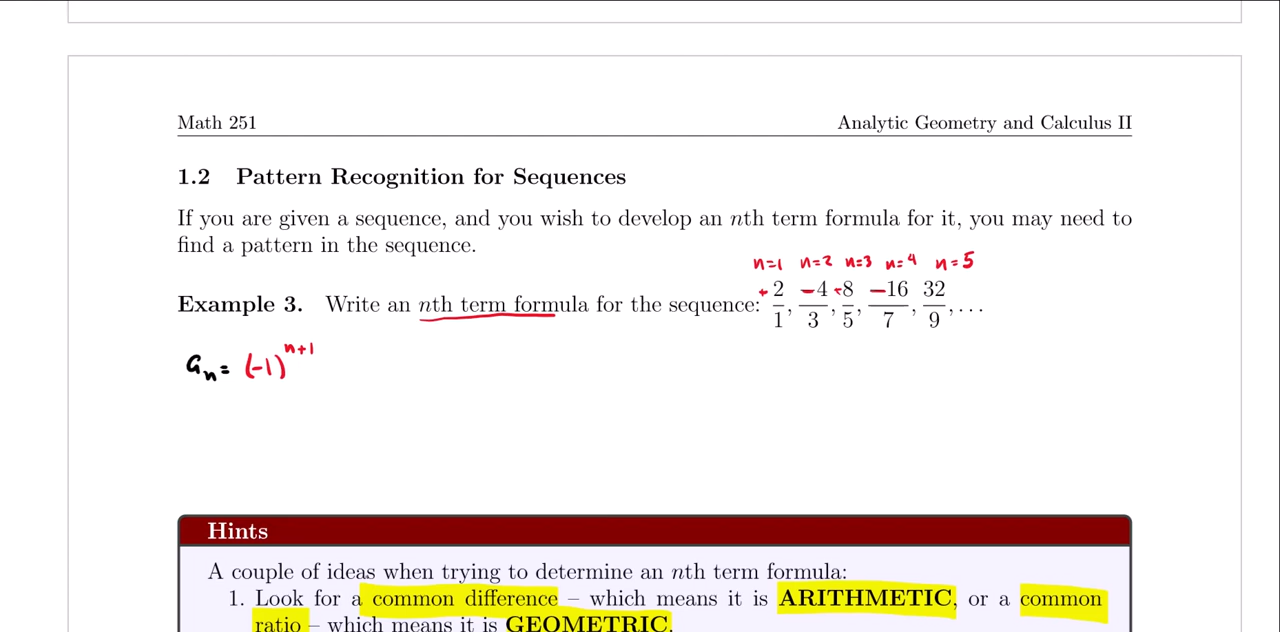 Math 251 Analytic Geometry and Calculus II
1.2 Pattern Recognition for Sequences
If you are given a sequence, and you wish to develop an nth term formula for it, you may need to
find a pattern in the sequence.
n=1 n=2 n=3 n=4 n=5
Example 3. Write an nth term formula for the sequence: +2/1, −4/3, +8/5, −16/7, 32/9, ...
aₙ = (-1)ⁿ⁺¹
Hints
A couple of ideas when trying to determine an nth term formula:
1. Look for a common difference – which means it is ARITHMETIC, or a common
ratio – which means it is GEOMETRIC.